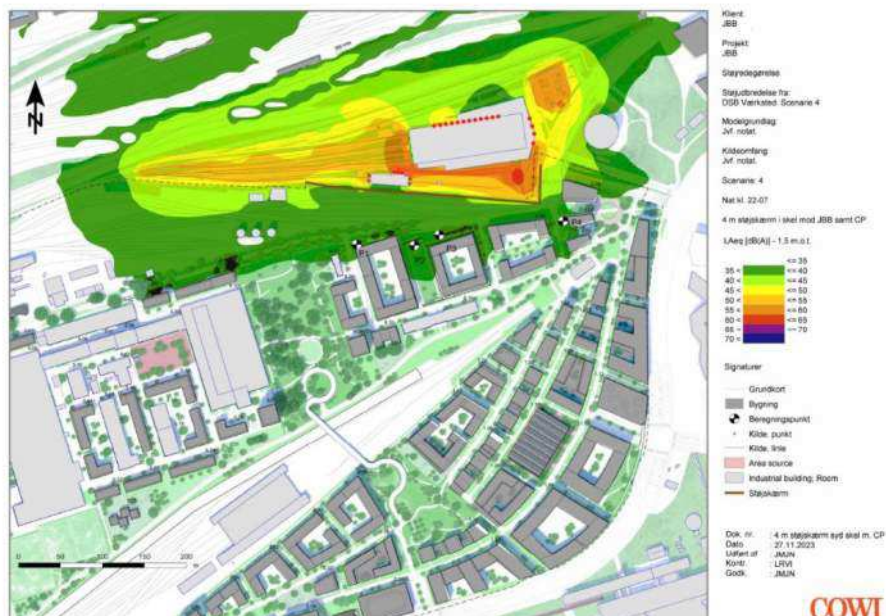 N
P1
P2
P3
P4
0 50 100 150 200
Klient:
JBB
Projekt:
JBB
Støjredegørelse
Støjudbredelse fra:
DSB Værksted. Scenarie 4
Modelgrundlag:
Jvf. notat.
Kildeomfang:
Jvf. notat.
Scenarie: 4
Nat kl. 22-07
4 m støjskærm i skel mod JBB samt CP
LAeq [dB(A)] - 1,5 m.o.t.
<= 35
35 < <= 40
40 < <= 45
45 < <= 50
50 < <= 55
55 < <= 60
60 < <= 65
65 < <= 70
70 <
Signaturer
Grundkort
Bygning
Beregningspunkt
Kilde, punkt
Kilde, linie
Area source
Industrial building; Room
Støjskærm
Dok. nr. : 4 m støjskærm syd skel m. CP
Dato : 27.11.2023
Udført af : JMJN
Kontr. : LRVI
Godk. : JMJN
COWI